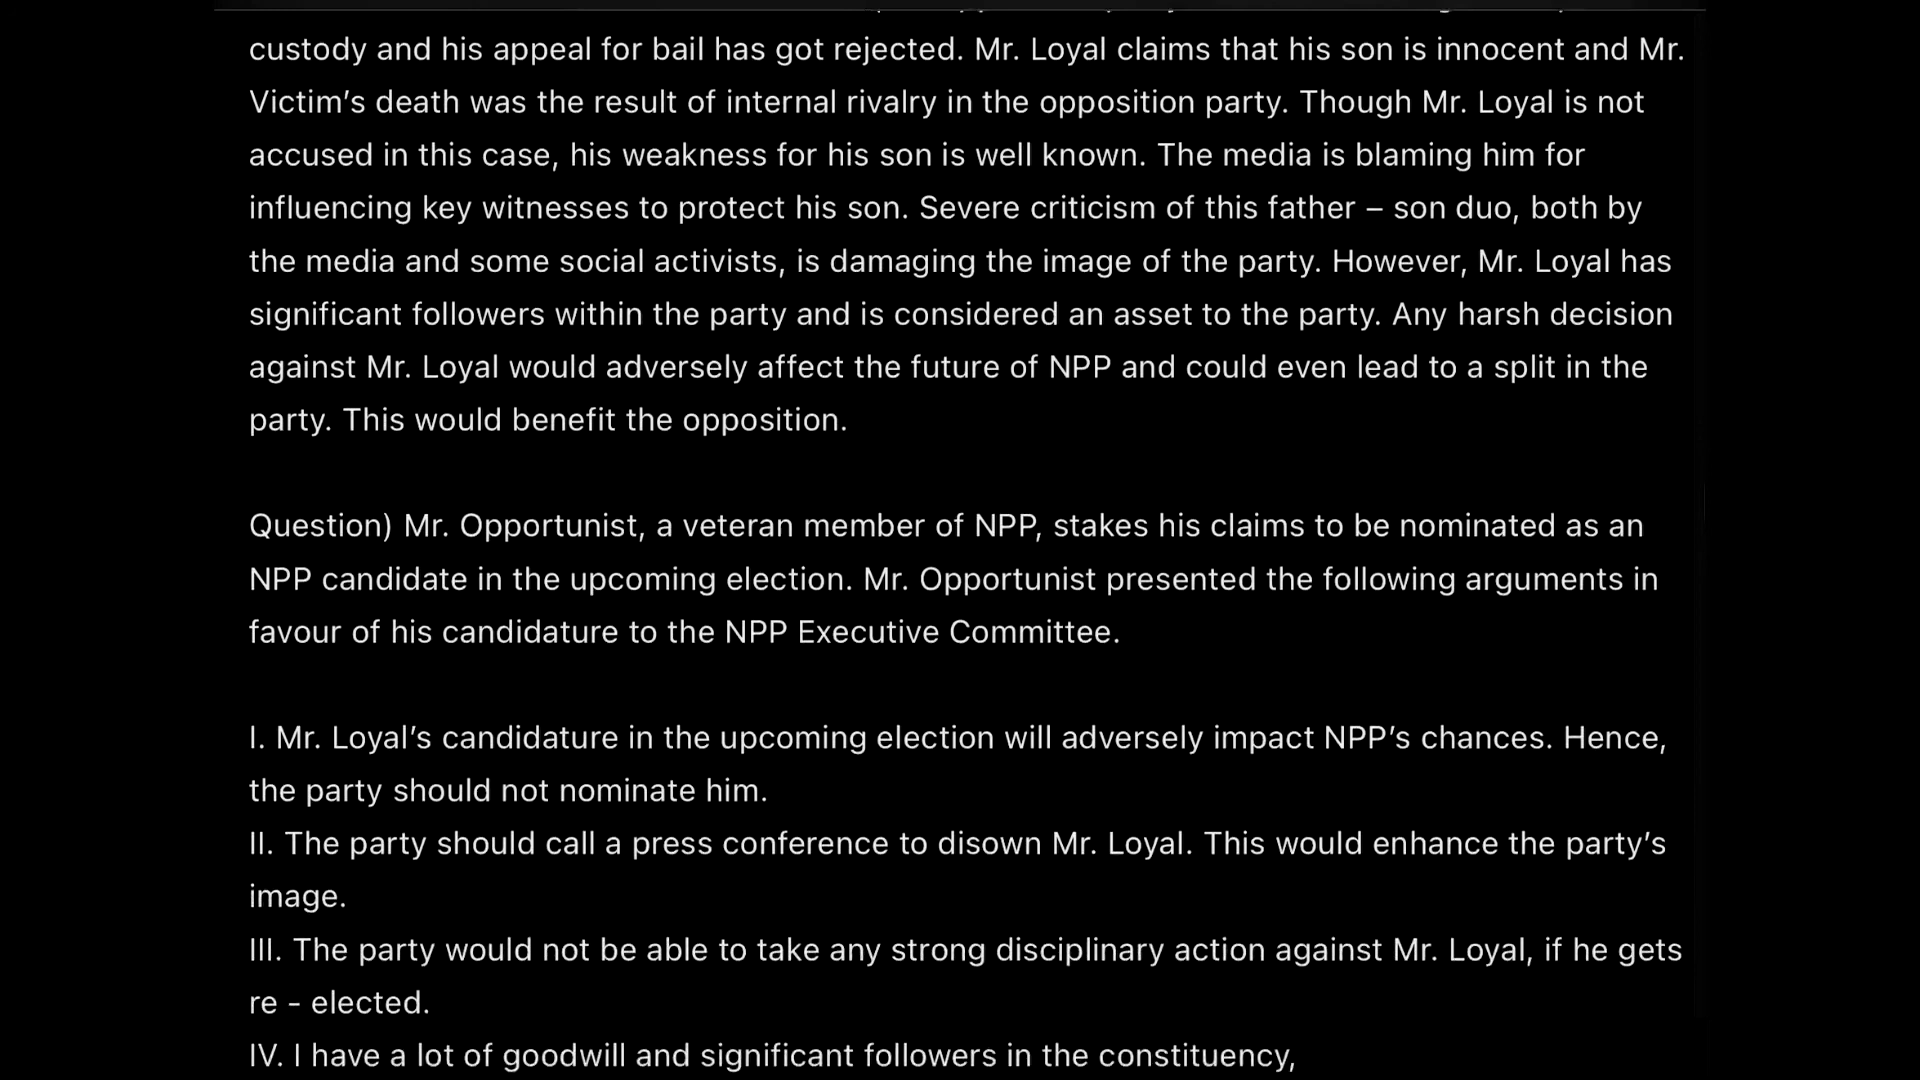 custody and his appeal for bail has got rejected. Mr. Loyal claims that his son is innocent and Mr.
Victim’s death was the result of internal rivalry in the opposition party. Though Mr. Loyal is not
accused in this case, his weakness for his son is well known. The media is blaming him for
influencing key witnesses to protect his son. Severe criticism of this father – son duo, both by
the media and some social activists, is damaging the image of the party. However, Mr. Loyal has
significant followers within the party and is considered an asset to the party. Any harsh decision
against Mr. Loyal would adversely affect the future of NPP and could even lead to a split in the
party. This would benefit the opposition.
Question) Mr. Opportunist, a veteran member of NPP, stakes his claims to be nominated as an
NPP candidate in the upcoming election. Mr. Opportunist presented the following arguments in
favour of his candidature to the NPP Executive Committee.
I. Mr. Loyal’s candidature in the upcoming election will adversely impact NPP’s chances. Hence,
the party should not nominate him.
II. The party should call a press conference to disown Mr. Loyal. This would enhance the party’s
image.
III. The party would not be able to take any strong disciplinary action against Mr. Loyal, if he gets
re - elected.
IV. I have a lot of goodwill and significant followers in the constituency,